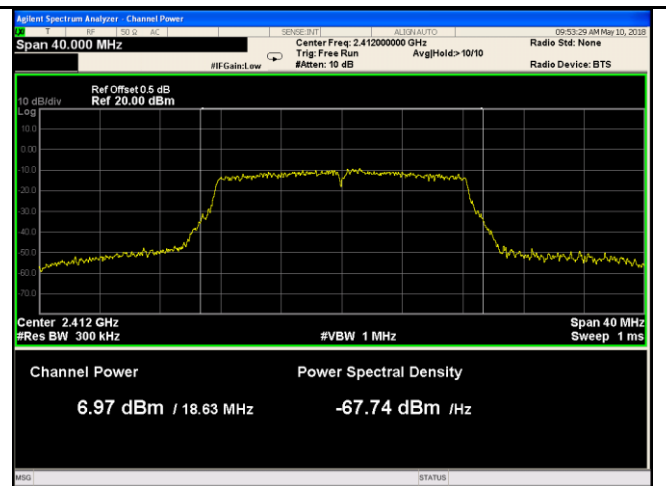 Agilent Spectrum Analyzer - Channel Power
T RF 50 Ω AC SENSE:INT ALIGNAUTO 09:53:29 AM May 10, 2018
Span 40.000 MHz Center Freq: 2.412000000 GHz Radio Std: None
Trig: Free Run Avg|Hold:> 10/10
#IFGain:Low #Atten: 10 dB Radio Device: BTS
Ref Offset 0.5 dB
10 dB/div Ref 20.00 dBm
Log
10.0
0.00
-10.0
-20.0
-30.0
-40.0
-50.0
-60.0
-70.0
Center 2.412 GHz Span 40 MHz
#Res BW 300 kHz #VBW 1 MHz Sweep 1 ms
Channel Power Power Spectral Density
6.97 dBm / 18.63 MHz -67.74 dBm /Hz
MSG STATUS